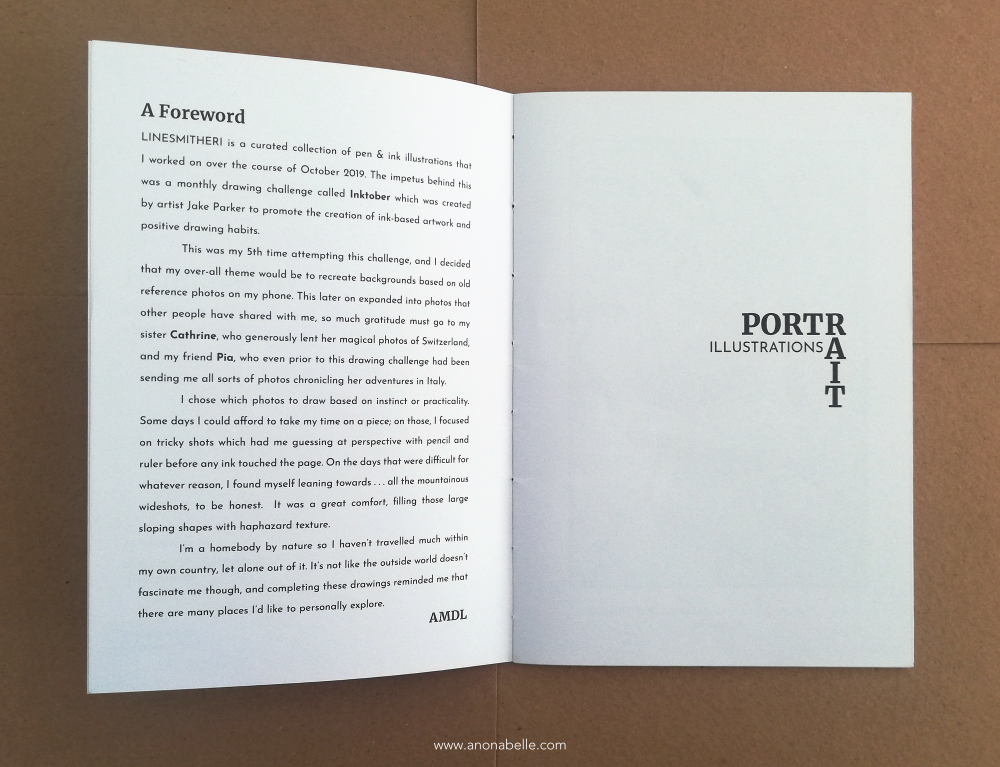 A Foreword
LINESMITHERI is a curated collection of pen & ink illustrations that
I worked on over the course of October 2019. The impetus behind this
was a monthly drawing challenge called Inktober which was created
by artist Jake Parker to promote the creation of ink-based artwork and
positive drawing habits.
This was my 5th time attempting this challenge, and I decided
that my over-all theme would be to recreate backgrounds based on old
reference photos on my phone. This later on expanded into photos that
other people have shared with me, so much gratitude must go to my
sister Cathrine, who generously lent her magical photos of Switzerland,
and my friend Pia, who even prior to this drawing challenge had been
sending me all sorts of photos chronicling her adventures in Italy.
I chose which photos to draw based on instinct or practicality.
Some days I could afford to take my time on a piece; on those, I focused
on tricky shots which had me guessing at perspective with pencil and
ruler before any ink touched the page. On the days that were difficult for
whatever reason, I found myself leaning towards . . . all the mountainous
wideshots, to be honest. It was a great comfort, filling those large
sloping shapes with haphazard texture.
I'm a homebody by nature so I haven't travelled much within
my own country, let alone out of it. It's not like the outside world doesn't
fascinate me though, and completing these drawings reminded me that
there are many places I'd like to personally explore.
AMDL
PORTRAIT
ILLUSTRATIONS
www.anonabelle.com